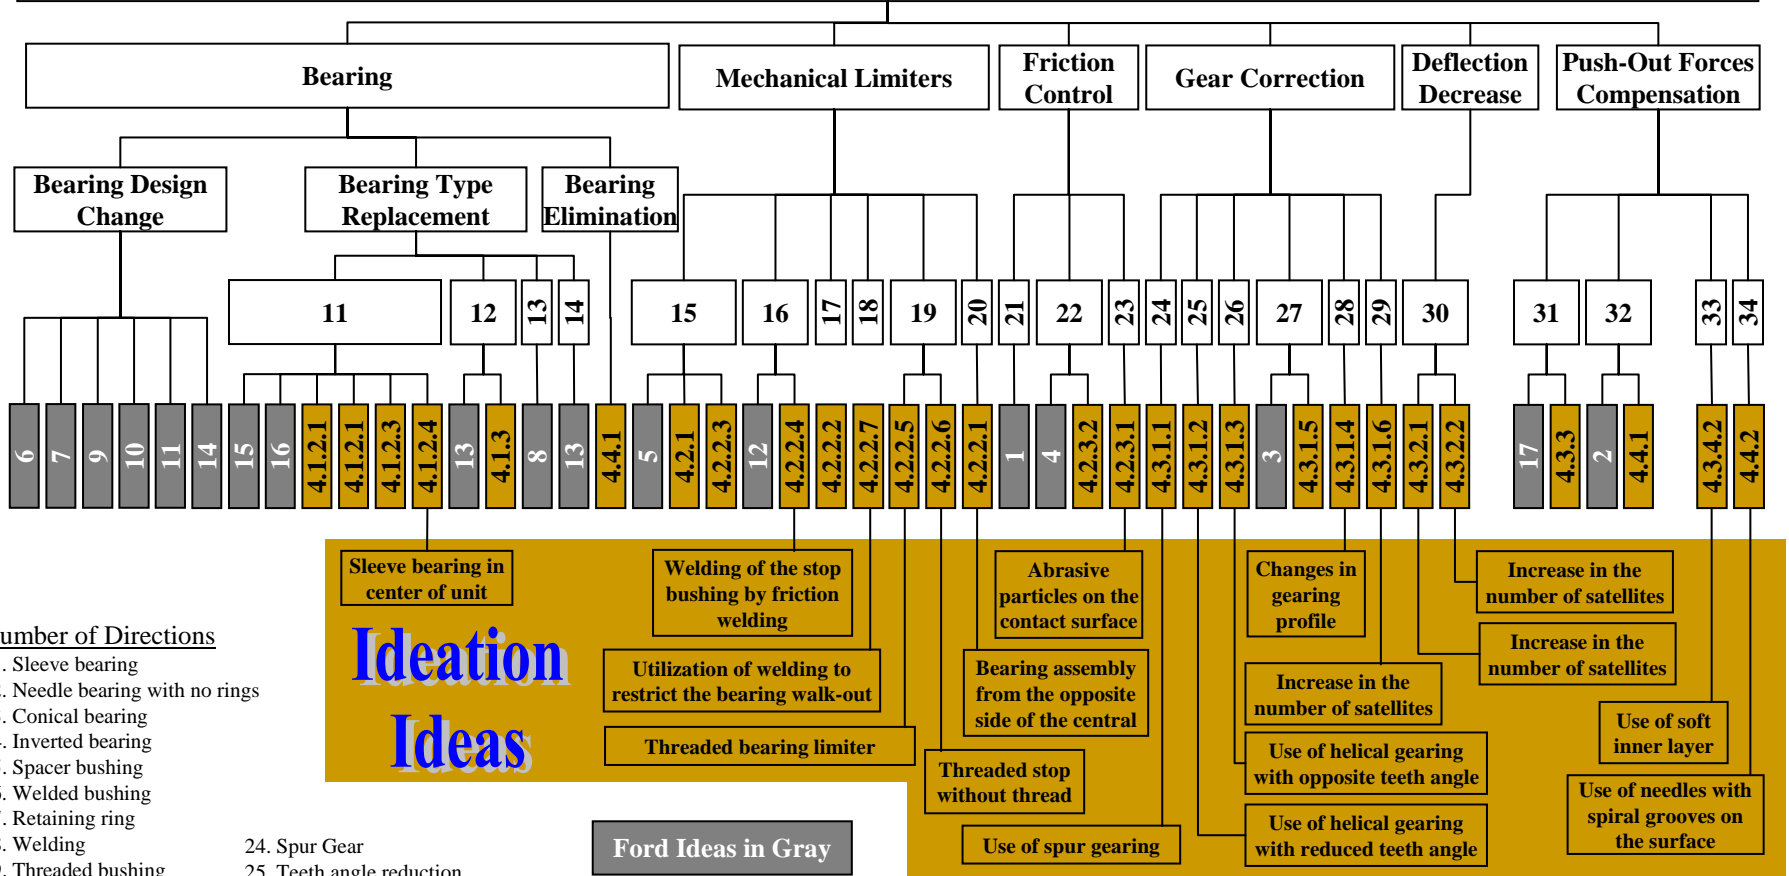 Bearing
Mechanical Limiters
Friction
Control
Gear Correction
Deflection
Decrease
Push-Out Forces
Compensation
Bearing Design
Change
Bearing Type
Replacement
Bearing
Elimination
11
12
13
14
15
16
17
18
19
20
21
22
23
24
25
26
27
28
29
30
31
32
33
34
6
7
9
10
11
14
15
16
4.1.2.1
4.1.2.1
4.1.2.3
4.1.2.4
13
4.1.3
8
13
4.4.1
5
4.2.1
4.2.2.3
12
4.2.2.4
4.2.2.2
4.2.2.7
4.2.2.5
4.2.2.6
4.2.2.1
1
4
4.2.3.2
4.2.3.1
4.3.1.1
4.3.1.2
4.3.1.3
3
4.3.1.5
4.3.1.4
4.3.1.6
4.3.2.1
4.3.2.2
17
4.3.3
2
4.4.1
4.3.4.2
4.4.2
Sleeve bearing in
center of unit
Welding of the stop
bushing by friction
welding
Abrasive
particles on the
contact surface
Changes in
gearing
profile
Increase in the
number of satellites
Ideation
Ideas
Utilization of welding to
restrict the bearing walk-out
Bearing assembly
from the opposite
side of the central
Increase in the
number of satellites
Increase in the
number of satellites
Threaded bearing limiter
Threaded stop
without thread
Use of helical gearing
with opposite teeth angle
Use of soft
inner layer
Use of spur gearing
Use of helical gearing
with reduced teeth angle
Use of needles with
spiral grooves on
the surface
umber of Directions
. Sleeve bearing
. Needle bearing with no rings
. Conical bearing
. Inverted bearing
. Spacer bushing
. Welded bushing
. Retaining ring
. Welding
. Threaded bushing
24. Spur Gear
25. Teeth angle reduction
Ford Ideas in Gray